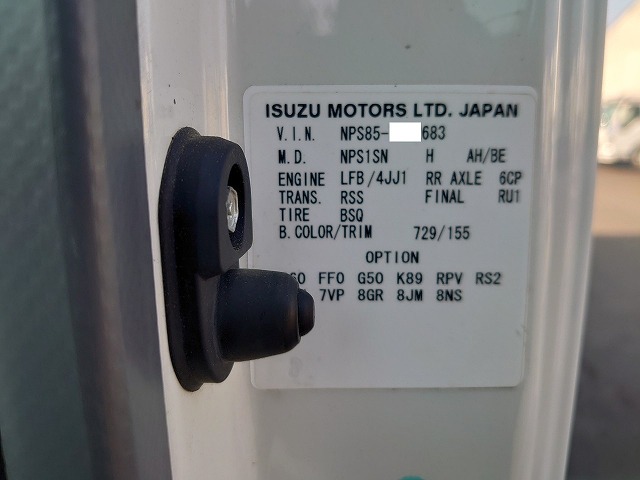 ISUZU MOTORS LTD. JAPAN
V.I.N. NPS85- 683
M.D. NPS1SN H AH/BE
ENGINE LFB/4JJ1 RR AXLE 6CP
TRANS. RSS FINAL RU1
TIRE BSQ
B.COLOR/TRIM 729/155
OPTION
FF0 G50 K89 RPV RS2
7VP 8GR 8JM 8NS